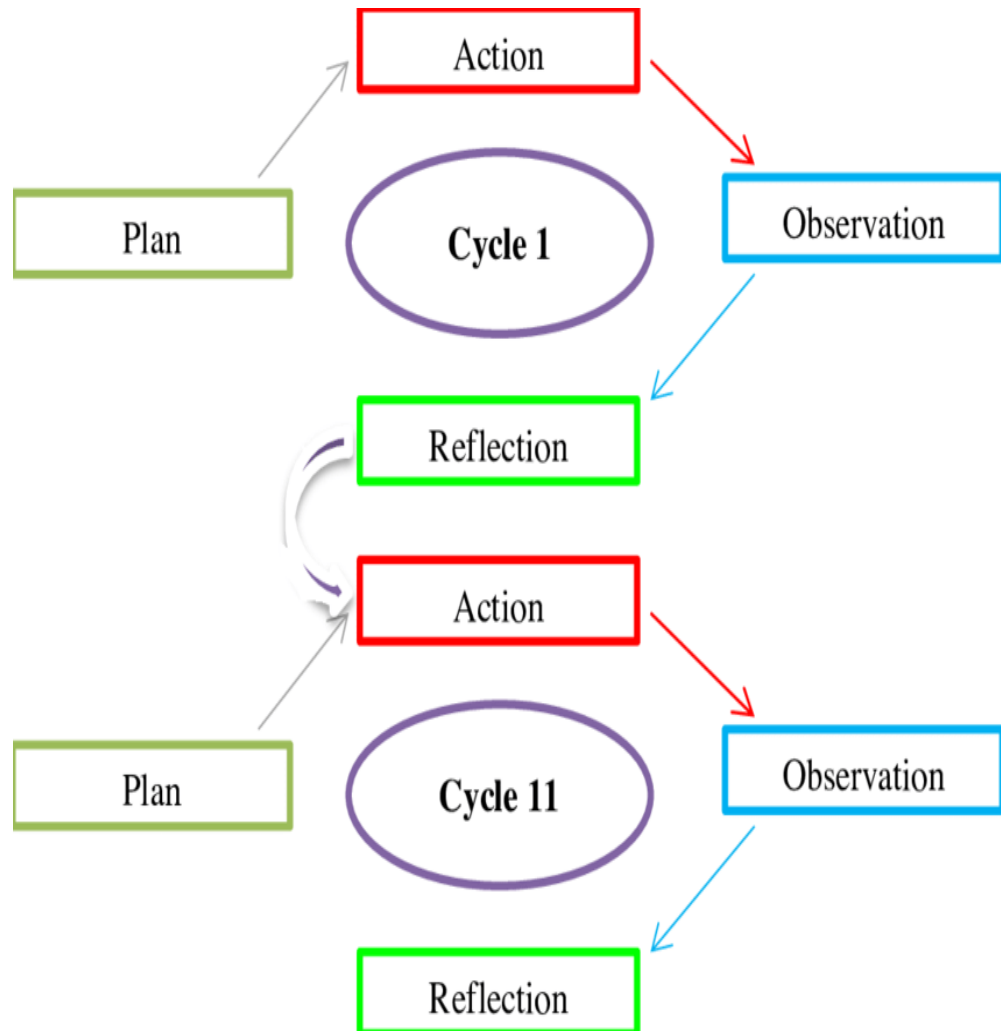 Action
Plan
Cycle 1
Observation
Reflection
Action
Plan
Cycle 11
Observation
Reflection